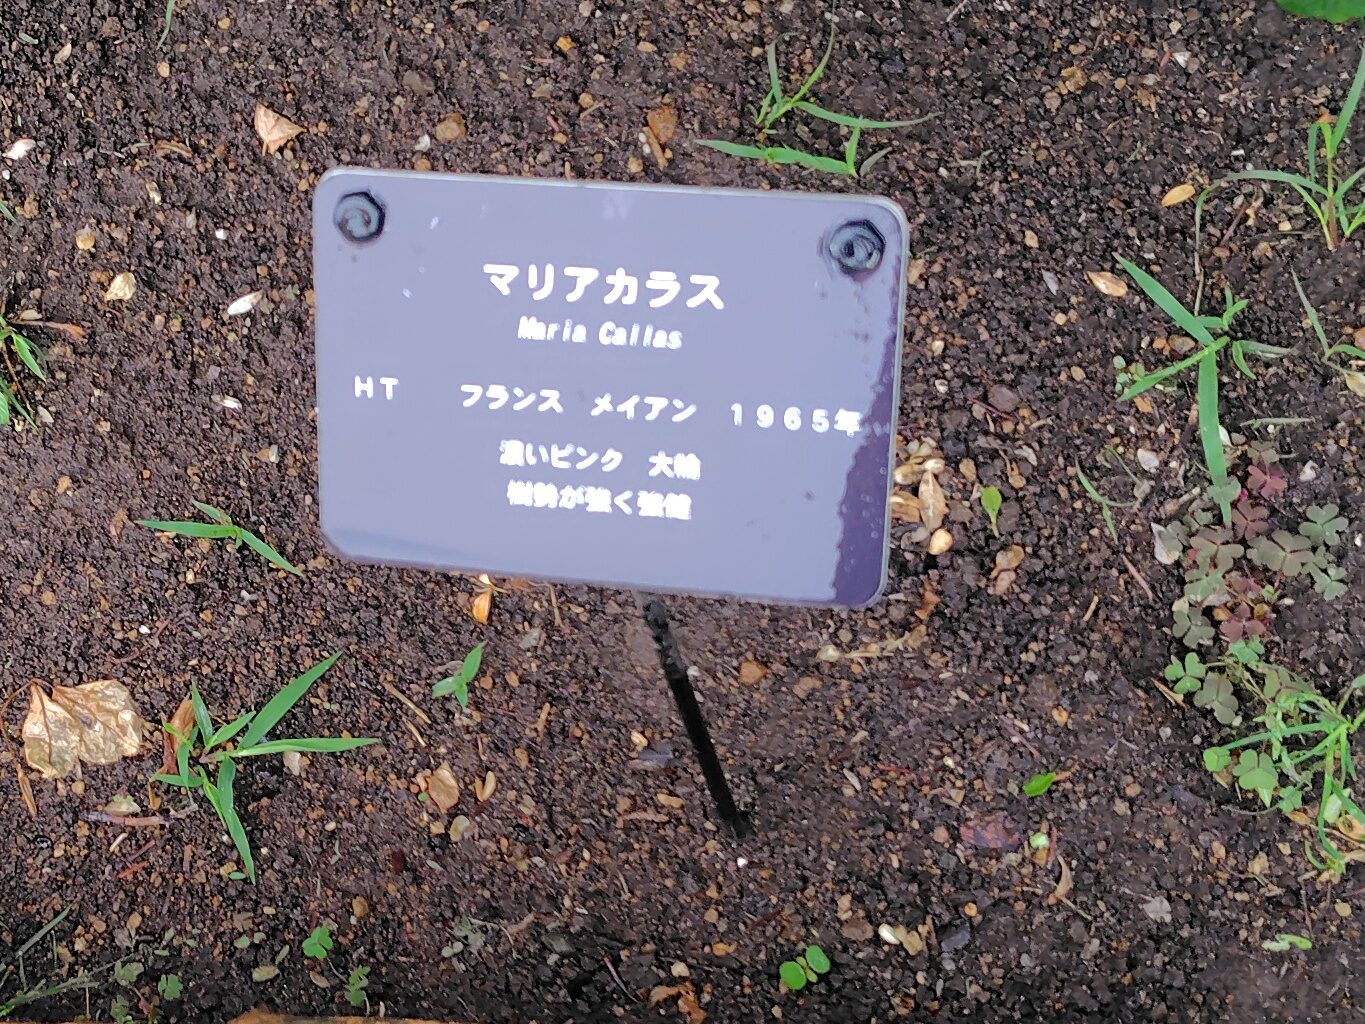 マリアカラス
Maria Callas
HT　フランス　メイアン　1965年
濃いピンク　大輪
樹勢が強く強健